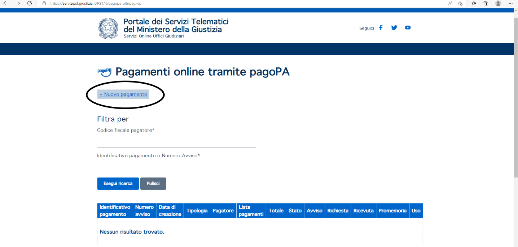 Portale dei Servizi Telematici
del Ministero della Giustizia
Servizi Online Uffici Giudiziari
Seguici
Pagamenti online tramite pagoPA
+ Nuovo pagamento
Filtra per
Codice fiscale pagatore*
Identificativo pagamento o Numero Avviso*
Esegui ricerca Pulisci
Identificativo pagamento Numero avviso Data di creazione Tipologia Pagatore Lista pagamenti Totale Stato Avviso Richiesta Ricevuta Promemoria Uso
Nessun risultato trovato.